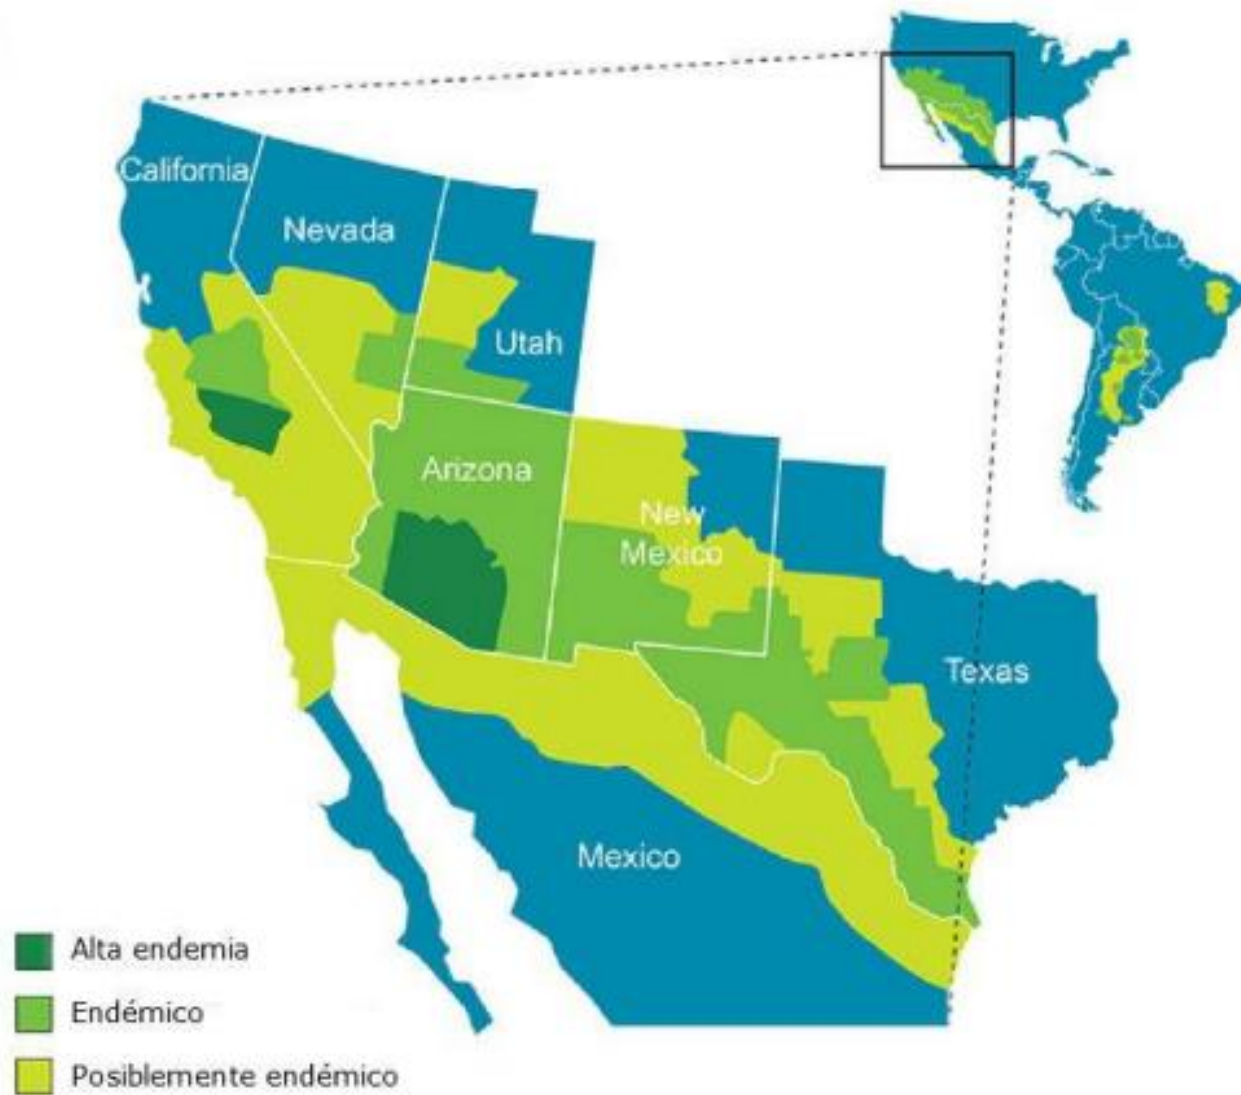 California
Nevada
Utah
Arizona
New
Mexico
Texas
Mexico
Alta endemia
Endémico
Posiblemente endémico